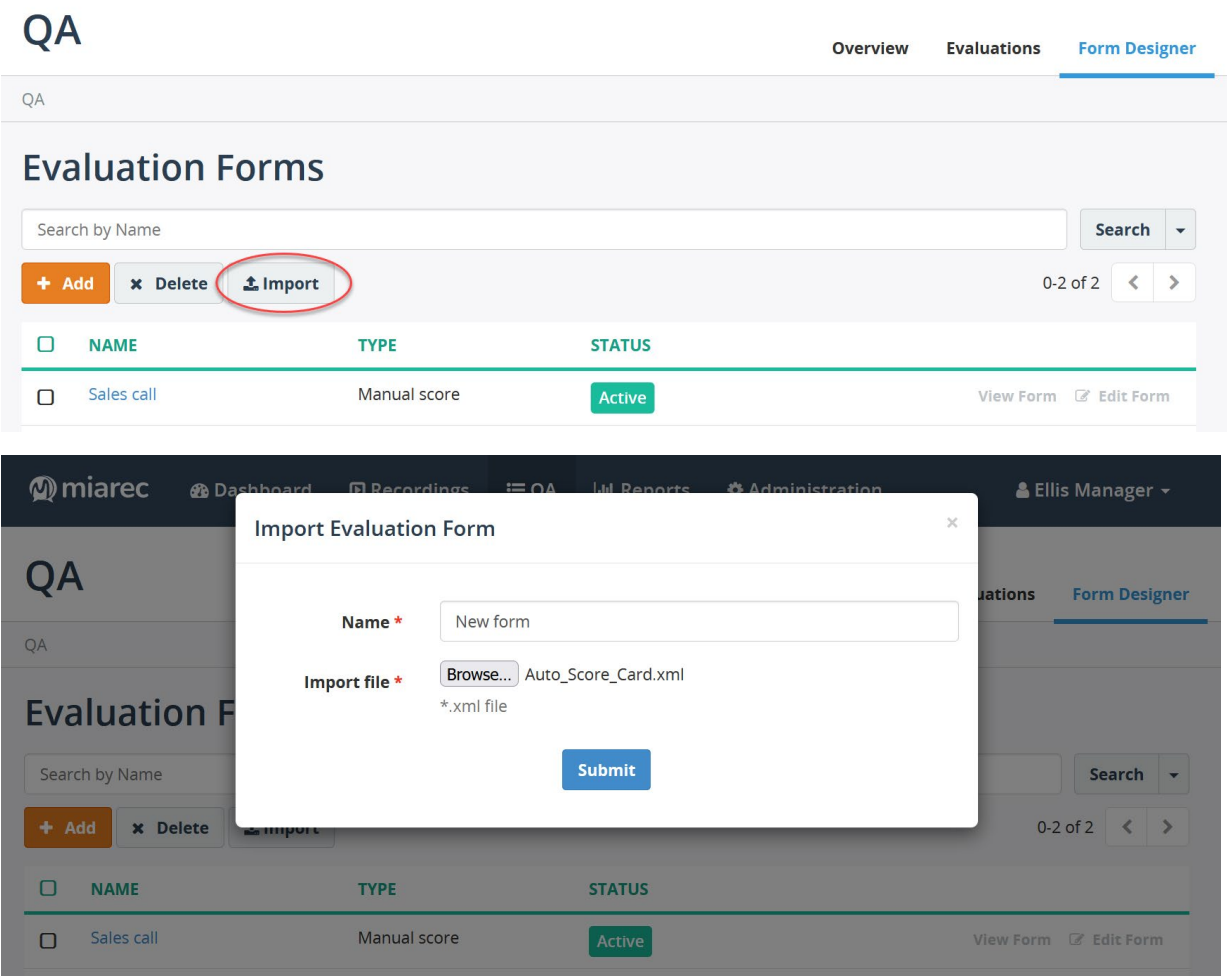 QA
Overview Evaluations Form Designer
QA
Evaluation Forms
Search by Name Search
Add Delete Import 0-2 of 2
NAME TYPE STATUS
Sales call Manual score Active View Form Edit Form
miarec Dashboard Recordings QA Reports Administration Ellis Manager
Import Evaluation Form ×
QA
uations Form Designer
Name * New form
QA
Import file * Browse... Auto_Score_Card.xml
*.xml file
Evaluation F
Search by Name Submit Search
Add Delete Import 0-2 of 2
NAME TYPE STATUS
Sales call Manual score Active View Form Edit Form